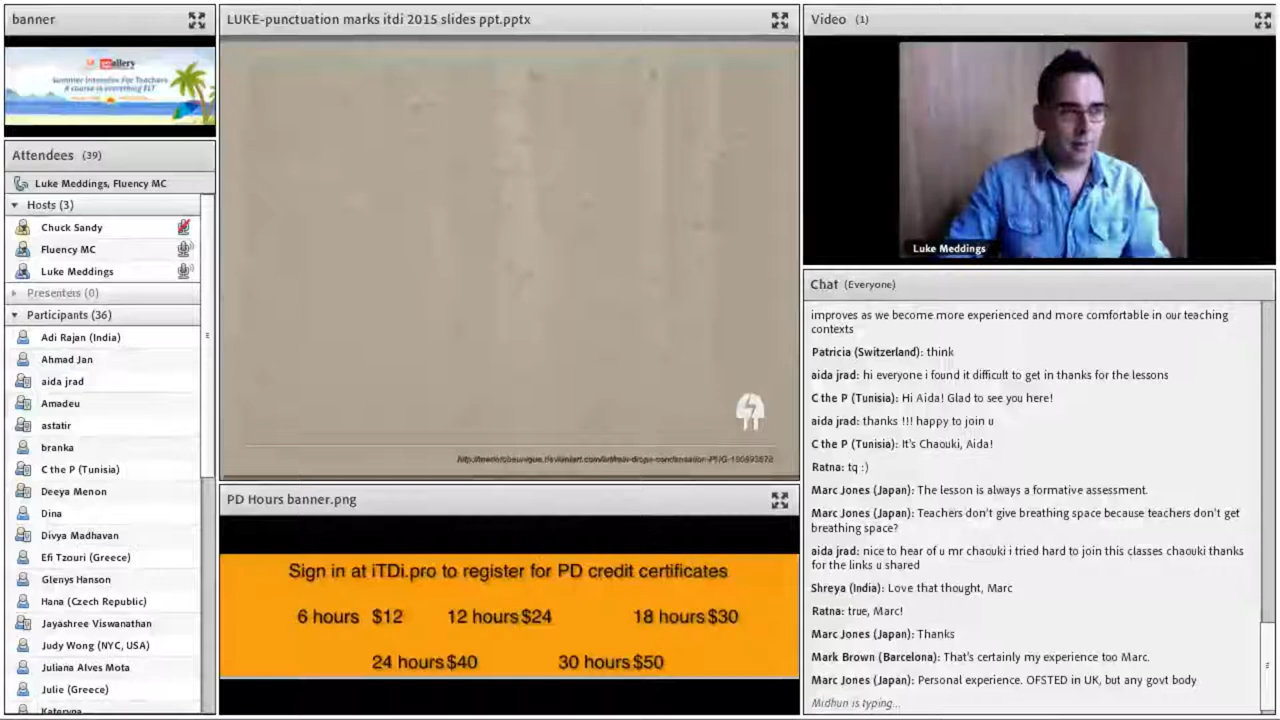 banner
allery
Summer Intensive For Teachers
A course in everything ELT
Attendees (39)
Luke Meddings, Fluency MC
Hosts (3)
Chuck Sandy
Fluency MC
Luke Meddings
Presenters (0)
Participants (36)
Adi Rajan (India)
Ahmad Jan
aida jrad
Amadeu
astatir
branka
C the P (Tunisia)
Deeya Menon
Dina
Divya Madhavan
Efi Tzouri (Greece)
Glenys Hanson
Hana (Czech Republic)
Jayashree Viswanathan
Judy Wong (NYC, USA)
Juliana Alves Mota
Julie (Greece)
Kateryna
LUKE-punctuation marks itdi 2015 slides ppt.pptx
PD Hours banner.png
Sign in at iTDi.pro to register for PD credit certificates
6 hours $12 12 hours $24 18 hours $30
24 hours $40 30 hours $50
Video (1)
Luke Meddings
Chat (Everyone)
improves as we become more experienced and more comfortable in our teaching
contexts
Patricia (Switzerland): think
aida jrad: hi everyone i found it difficult to get in thanks for the lessons
C the P (Tunisia): Hi Aida! Glad to see you here!
aida jrad: thanks !!! happy to join u
C the P (Tunisia): It's Chaouki, Aida!
Ratna: tq :)
Marc Jones (Japan): The lesson is always a formative assessment.
Marc Jones (Japan): Teachers don't give breathing space because teachers don't get
breathing space?
aida jrad: nice to hear of u mr chaouki i tried hard to join this classes chaouki thanks
for the links u shared
Shreya (India): Love that thought, Marc
Ratna: true, Marc!
Marc Jones (Japan): Thanks
Mark Brown (Barcelona): That's certainly my experience too Marc.
Marc Jones (Japan): Personal experience. OFSTED in UK, but any govt body
Midhun is typing...